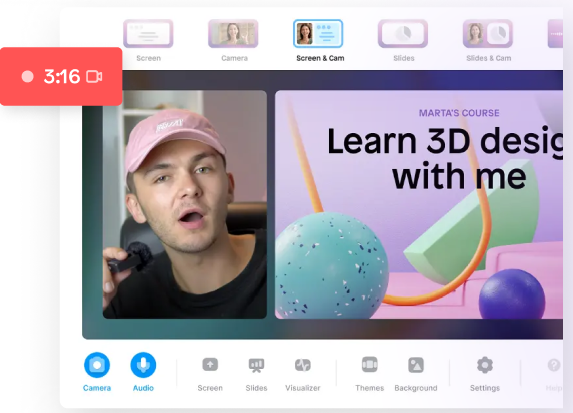 Screen
Camera
Screen & Cam
Slides
Slides & Cam
3:16
MARTA'S COURSE
Learn 3D desig
with me
Camera
Audio
Screen
Slides
Visualizer
Themes
Background
Settings
Help